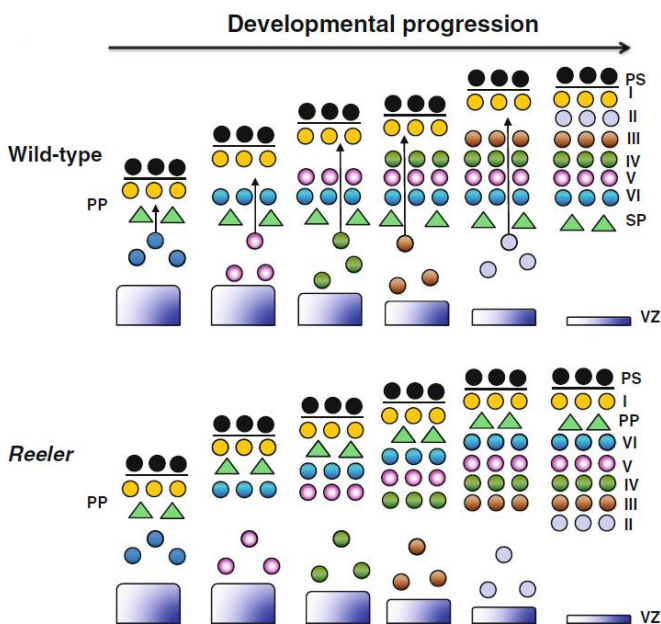 Developmental progression
Wild-type
PP
PS
I
II
III
IV
V
VI
SP
VZ
Reeler
PP
PS
I
PP
VI
V
IV
III
II
VZ